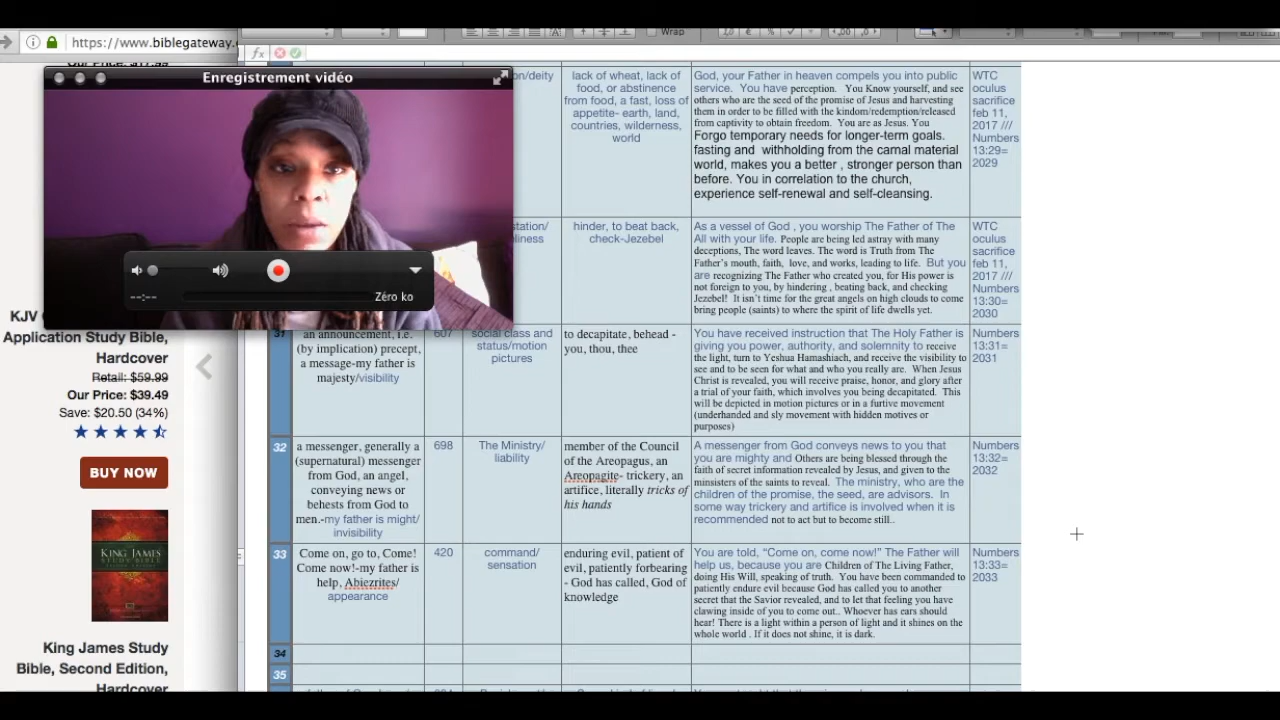 https://www.biblegateway.
Wrap
fx
Enregistrement vidéo
--:--
Zéro ko
KJV
Application Study Bible,
Hardcover
Retail: $59.99
Our Price: $39.49
Save: $20.50 (34%)
BUY NOW
KING JAMES
STUDY BIBLE
King James Study
Bible, Second Edition,
Hardcover
on/deity
lack of wheat, lack of
food, or abstinence
from food, a fast, loss of
appetite- earth, land,
countries, wilderness,
world
God, your Father in heaven compels you into public
service. You have perception. You Know yourself, and see
others who are the seed of the promise of Jesus and harvesting
them in order to be filled with the kindom/redemption/released
from captivity to obtain freedom. You are as Jesus. You
Forgo temporary needs for longer-term goals.
fasting and withholding from the carnal material
world, makes you a better , stronger person than
before. You in correlation to the church,
experience self-renewal and self-cleansing.
WTC
oculus
sacrifice
feb 11,
2017 ///
Numbers
13:29=
2029
station/
liness
hinder, to beat back,
check-Jezebel
As a vessel of God , you worship The Father of The
All with your life. People are being led astray with many
deceptions, The word leaves. The word is Truth from The
Father's mouth, faith, love, and works, leading to life. But you
are recognizing The Father who created you, for His power is
not foreign to you, by hindering , beating back, and checking
Jezebel! It isn't time for the great angels on high clouds to come
bring people (saints) to where the spirit of life dwells yet.
WTC
oculus
sacrifice
feb 11,
2017 ///
Numbers
13:30=
2030
31
an announcement, i.e.
(by implication) precept,
a message-my father is
majesty/visibility
607
social class and
status/motion
pictures
to decapitate, behead -
you, thou, thee
You have received instruction that The Holy Father is
giving you power, authority, and solemnity to receive
the light, turn to Yeshua Hamashiach, and receive the visibility to
see and to be seen for what and who you really are. When Jesus
Christ is revealed, you will receive praise, honor, and glory after
a trial of your faith, which involves you being decapitated. This
will be depicted in motion pictures or in a furtive movement
(underhanded and sly movement with hidden motives or
purposes)
Numbers
13:31=
2031
32
a messenger, generally a
(supernatural) messenger
from God, an angel,
conveying news or
behests from God to
men.-my father is might/
invisibility
698
The Ministry/
liability
member of the Council
of the Areopagus, an
Areopagite- trickery, an
artifice, literally tricks of
his hands
A messenger from God conveys news to you that
you are mighty and Others are being blessed through the
faith of secret information revealed by Jesus, and given to the
minsisters of the saints to reveal. The ministry, who are the
children of the promise, the seed, are advisors. In
some way trickery and artifice is involved when it is
recommended not to act but to become still..
Numbers
13:32=
2032
33
Come on, go to, Come!
Come now!-my father is
help, Abiezrites/
appearance
420
command/
sensation
enduring evil, patient of
evil, patiently forbearing
- God has called, God of
knowledge
You are told, “Come on, come now!” The Father will
help us, because you are Children of The Living Father,
doing His Will, speaking of truth. You have been commanded to
patiently endure evil because God has called you to another
secret that the Savior revealed, and to let that feeling you have
clawing inside of you to come out.. Whoever has ears should
hear! There is a light within a person of light and it shines on the
whole world . If it does not shine, it is dark.
Numbers
13:33=
2033
34
35